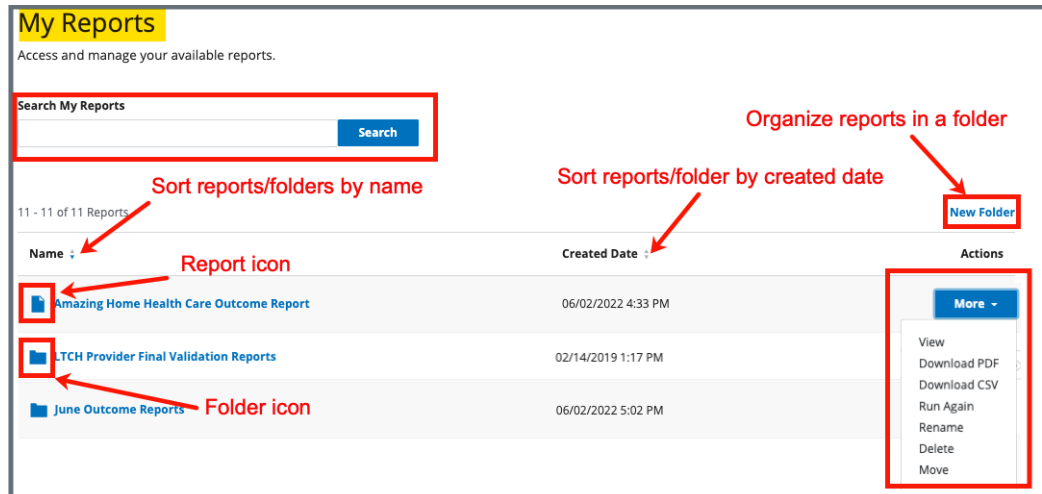 My Reports
Access and manage your available reports.
Search My Reports
Search
Organize reports in a folder
Sort reports/folders by name
Sort reports/folder by created date
11 - 11 of 11 Reports
New Folder
Name
Created Date
Actions
Report icon
Amazing Home Health Care Outcome Report
06/02/2022 4:33 PM
More
View
LTCH Provider Final Validation Reports
02/14/2019 1:17 PM
Download PDF
Download CSV
Folder icon
June Outcome Reports
06/02/2022 5:02 PM
Run Again
Rename
Delete
Move